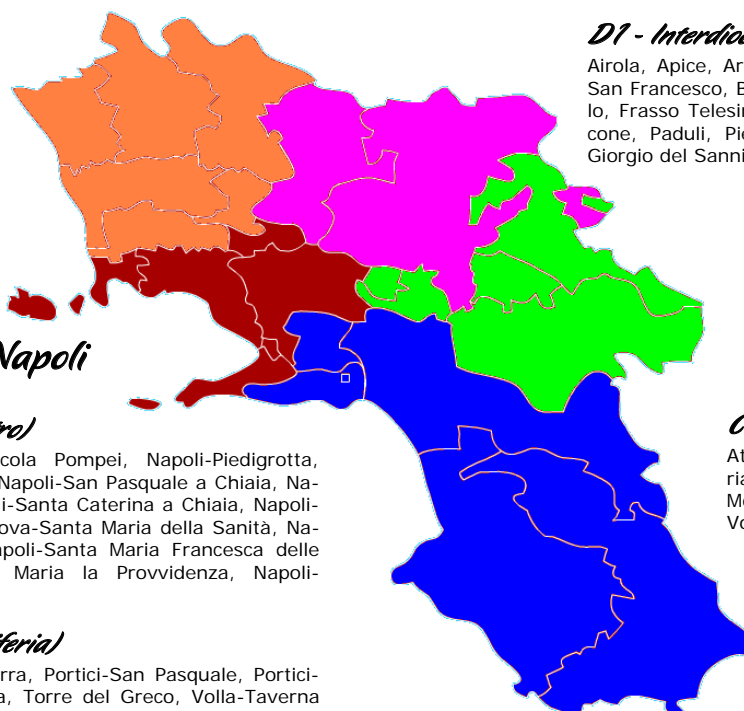 D1 - Interdioc
Airola, Apice, Ar
San Francesco, B
lo, Frasso Telesin
cone, Paduli, Pie
Giorgio del Sanni
Napoli
ro)
cola Pompei, Napoli-Piedigrotta,
Napoli-San Pasquale a Chiaia, Na-
i-Santa Caterina a Chiaia, Napoli-
ova-Santa Maria della Sanità, Na-
apoli-Santa Maria Francesca delle
Maria la Provvidenza, Napoli-
iferia)
rra, Portici-San Pasquale, Portici-
a, Torre del Greco, Volla-Taverna
C
At
ria
Mo
Vo